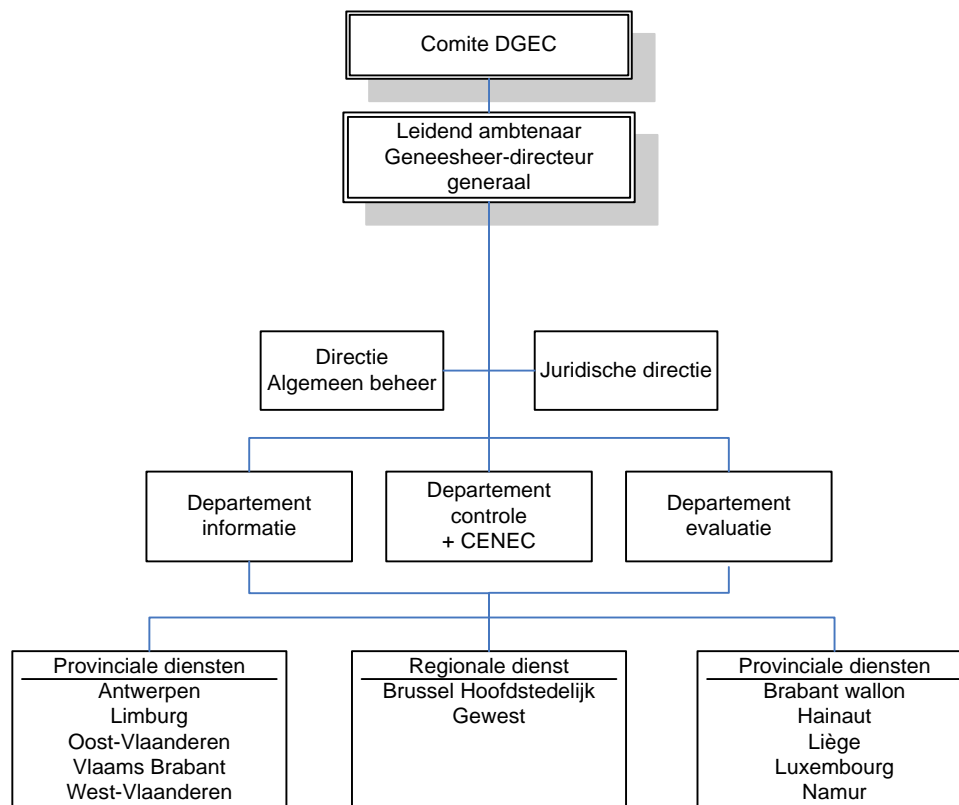 Comite DGEC
Leidend ambtenaar
Geneesheer-directeur
generaal
Directie
Algemeen beheer
Juridische directie
Departement
informatie
Departement
controle
+ CENEC
Departement
evaluatie
Provinciale diensten
Antwerpen
Limburg
Oost-Vlaanderen
Vlaams Brabant
West-Vlaanderen
Regionale dienst
Brussel Hoofdstedelijk
Gewest
Provinciale diensten
Brabant wallon
Hainaut
Liège
Luxembourg
Namur